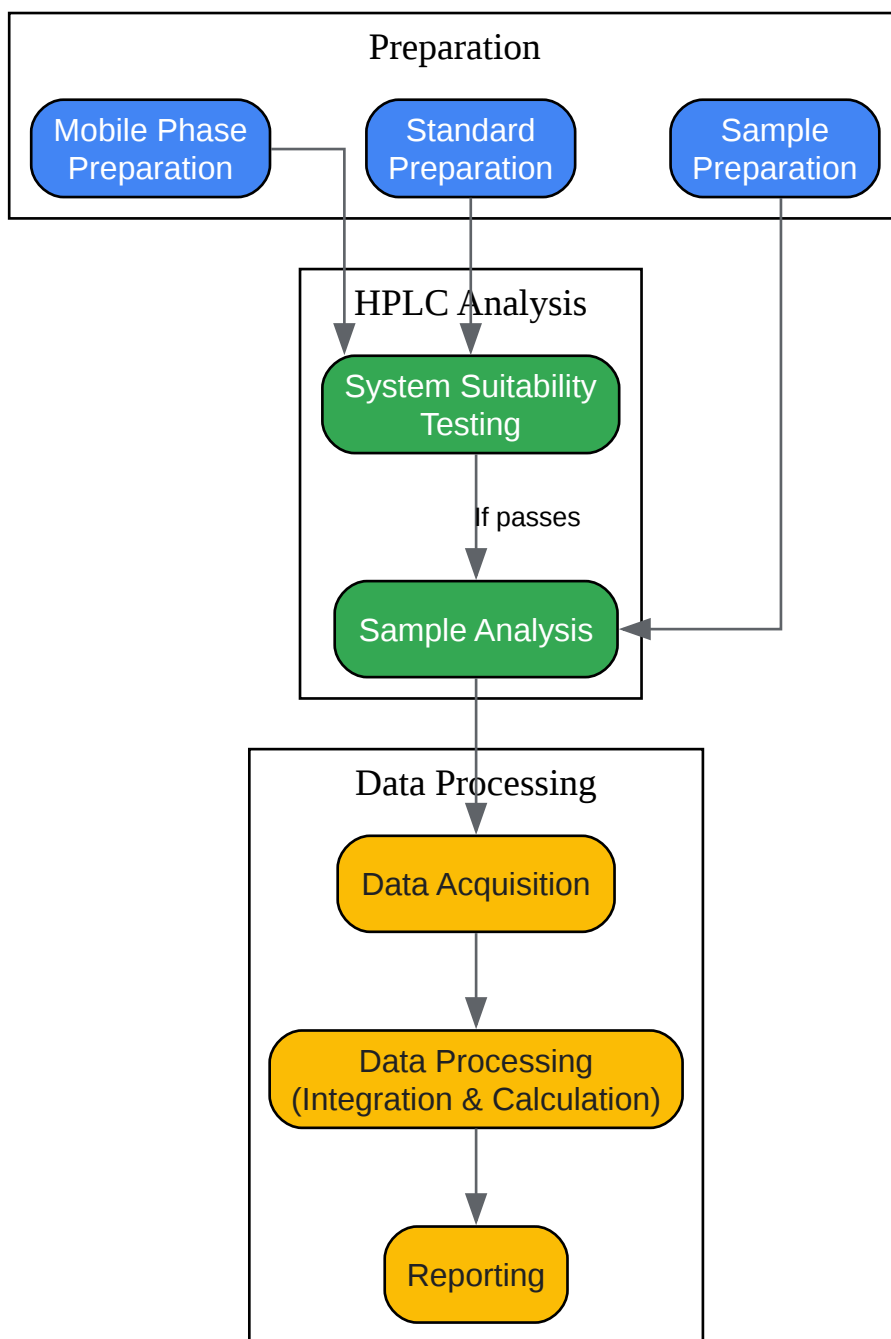 Preparation
Mobile Phase
Preparation
Standard
Preparation
Sample
Preparation
HPLC Analysis
System Suitability
Testing
If passes
Sample Analysis
Data Processing
Data Acquisition
Data Processing
(Integration & Calculation)
Reporting